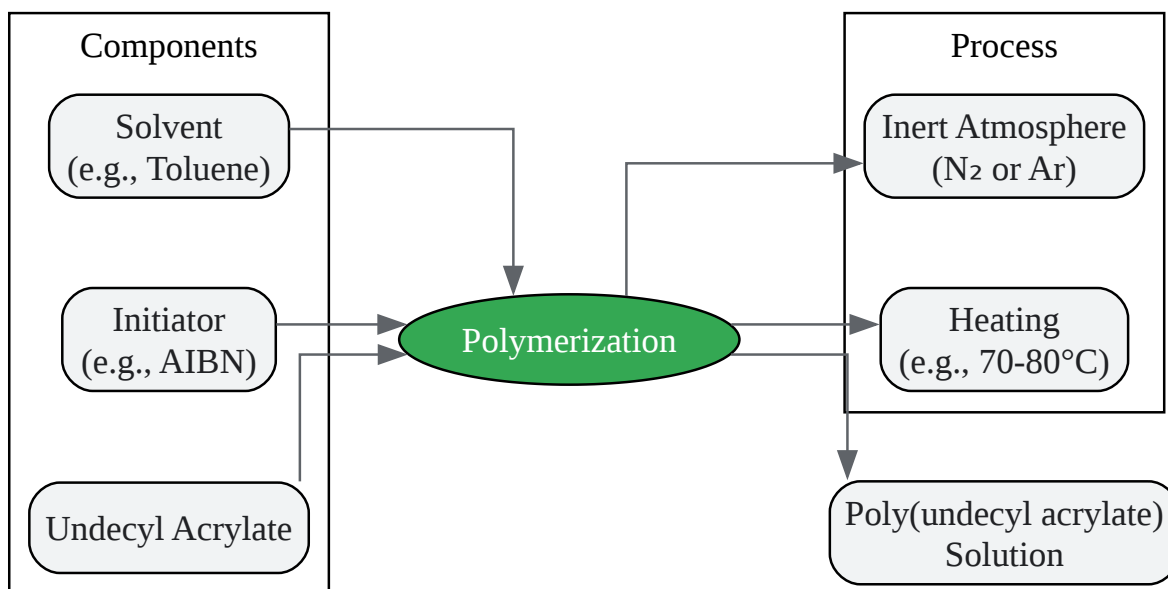 Components
Solvent
(e.g., Toluene)
Initiator
(e.g., AIBN)
Undecyl Acrylate
Polymerization
Process
Inert Atmosphere
(N₂ or Ar)
Heating
(e.g., 70-80°C)
Poly(undecyl acrylate)
Solution